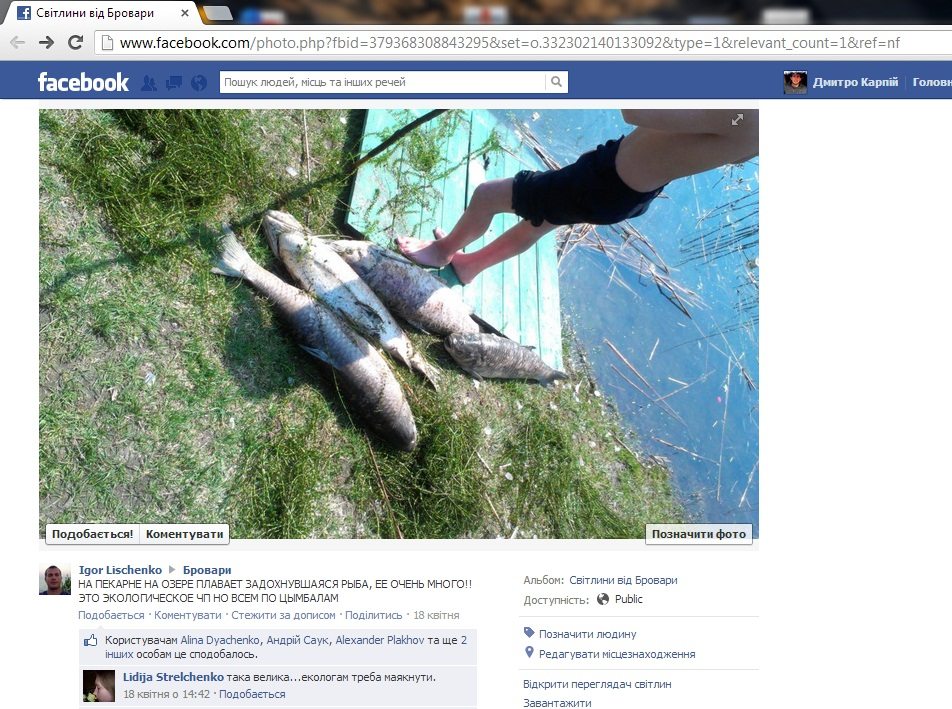 Світлини від Бровари
www.facebook.com/photo.php?fbid=379368308843295&set=o.332302140133092&type=1&relevant_count=1&ref=nf
facebook
Пошук людей, місць та інших речей
Дмитро Карпій
Головн
Подобається! Коментувати
Позначити фото
Igor Lischenko ▸ Бровари
НА ПЕКАРНЕ НА ОЗЕРЕ ПЛАВАЕТ ЗАДОХНУВШАЯСЯ РЫБА, ЕЕ ОЧЕНЬ МНОГО!!
ЭТО ЭКОЛОГИЧЕСКОЕ ЧП НО ВСЕМ ПО ЦЫМБАЛАМ
Подобається · Коментувати · Стежити за дописом · Поділитись · 18 квітня
Користувачам Alina Dyachenko, Андрій Саук, Alexander Plakhov та ще 2
інших особам це сподобалось.
Lidija Strelchenko така велика...екологам треба маякнути.
18 квітня о 14:42 · Подобається
Альбом: Світлини від Бровари
Доступність: Public
Позначити людину
Редагувати місцезнаходження
Відкрити переглядач світлин
Завантажити